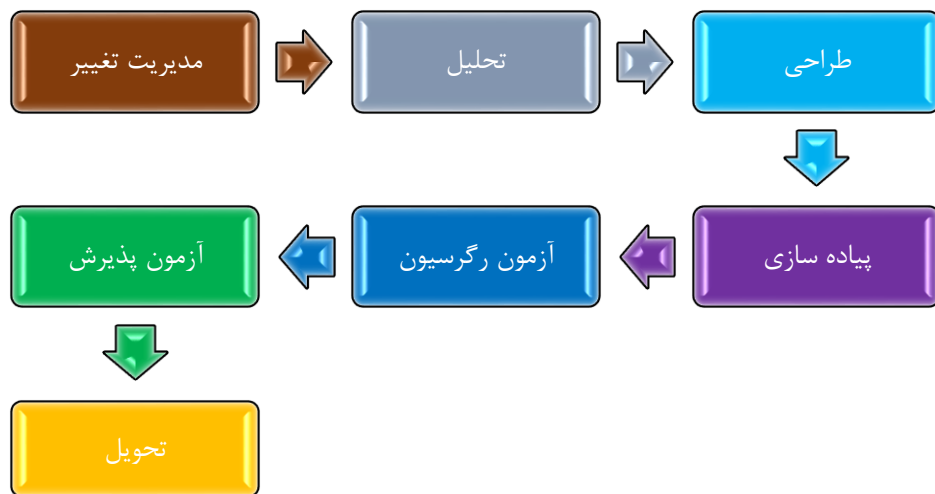 مدیریت تغییر
تحلیل
طراحی
پیاده سازی
آزمون رگرسیون
آزمون پذیرش
تحویل